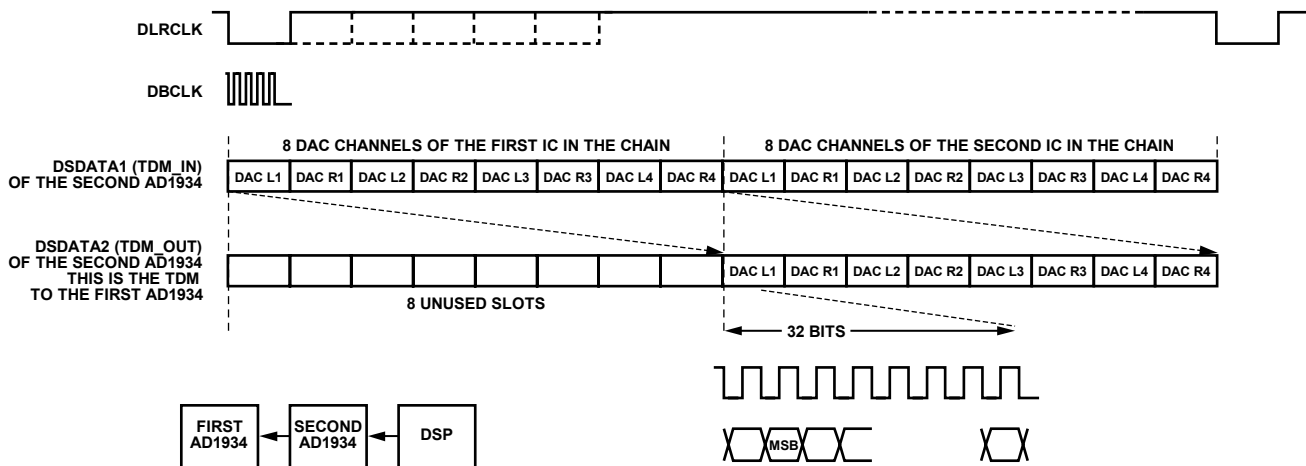 DLRCLK
DBCLK
8 DAC CHANNELS OF THE FIRST IC IN THE CHAIN
8 DAC CHANNELS OF THE SECOND IC IN THE CHAIN
DSDATA1 (TDM_IN)
OF THE SECOND AD1934
DAC L1 DAC R1 DAC L2 DAC R2 DAC L3 DAC R3 DAC L4 DAC R4 DAC L1 DAC R1 DAC L2 DAC R2 DAC L3 DAC R3 DAC L4 DAC R4
DSDATA2 (TDM_OUT)
OF THE SECOND AD1934
THIS IS THE TDM
TO THE FIRST AD1934
DAC L1 DAC R1 DAC L2 DAC R2 DAC L3 DAC R3 DAC L4 DAC R4
8 UNUSED SLOTS
32 BITS
FIRST
AD1934
SECOND
AD1934
DSP
MSB